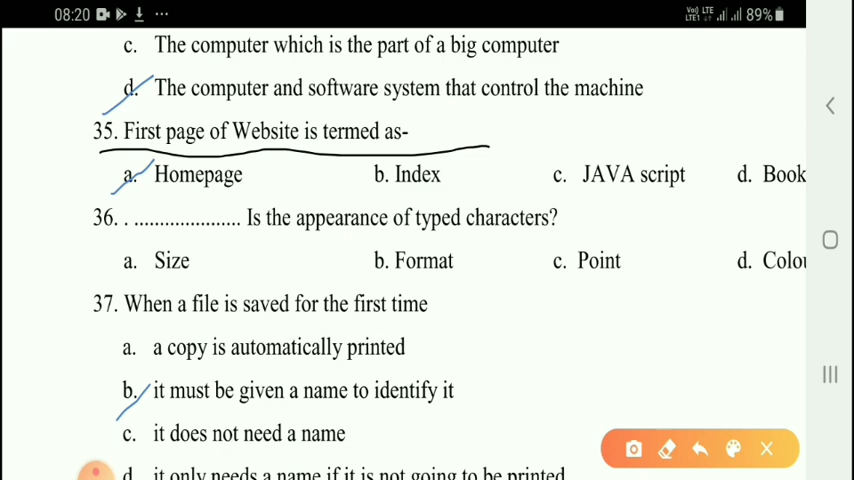 08:20 ... Vo)) LTE LTE1 89%
c. The computer which is the part of a big computer
d. The computer and software system that control the machine
35. First page of Website is termed as-
a. Homepage b. Index c. JAVA script d. Book
36. . ..................... Is the appearance of typed characters?
a. Size b. Format c. Point d. Colou
37. When a file is saved for the first time
a. a copy is automatically printed
b. it must be given a name to identify it
c. it does not need a name
d. it only needs a name if it is not going to be printed